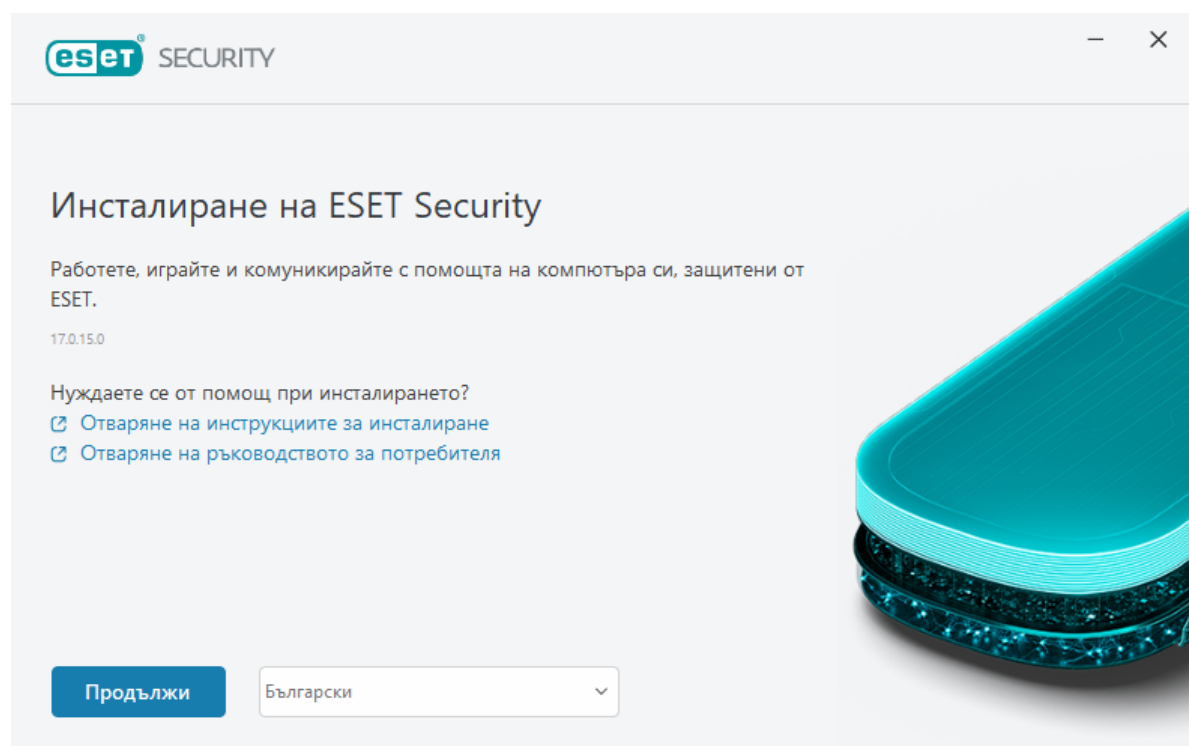 eset® SECURITY
Инсталиране на ESET Security
Работете, играйте и комуникирайте с помощта на компютъра си, защитени от
ESET.
17.0.15.0
Нуждаете се от помощ при инсталирането?
Отваряне на инструкциите за инсталиране
Отваряне на ръководството за потребителя
Продължи
Български